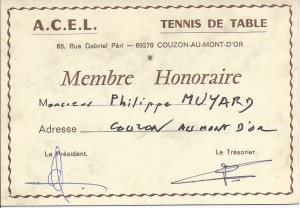 A.C.E.L. TENNIS DE TABLE
68, Rue Gabriel Péri - 69270 COUZON-AU-MONT-D'OR
*
Membre Honoraire
Monsieur Philippe MUYARD
Adresse COUZON AU MONT D'OR
Le Président. Le Trésorier.